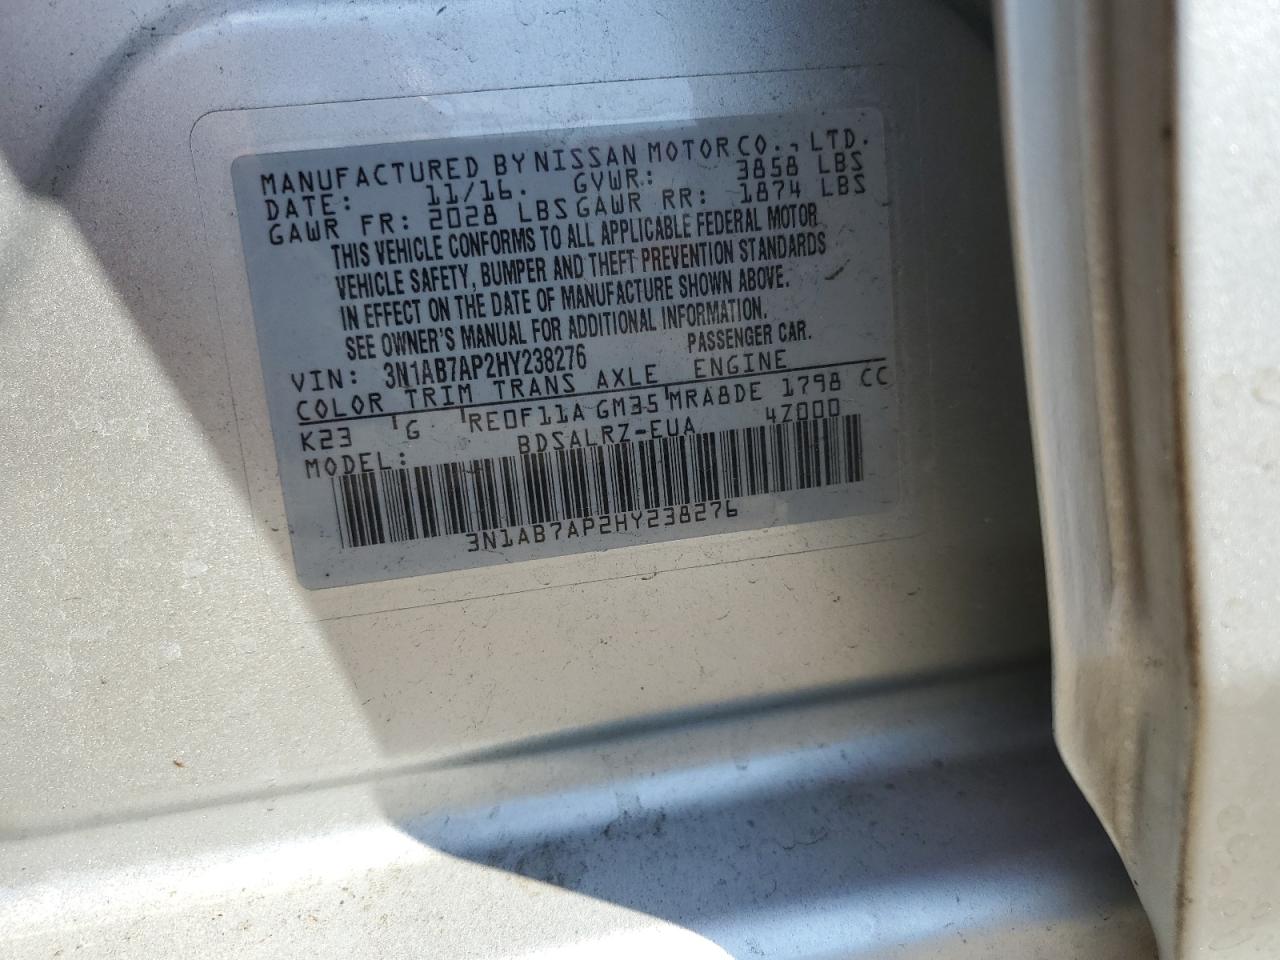 MANUFACTURED BY NISSAN MOTOR CO., LTD.
DATE: 11/16. GVWR: 3858 LBS
GAWR FR: 2028 LBS GAWR RR: 1874 LBS
THIS VEHICLE CONFORMS TO ALL APPLICABLE FEDERAL MOTOR
VEHICLE SAFETY, BUMPER AND THEFT PREVENTION STANDARDS
IN EFFECT ON THE DATE OF MANUFACTURE SHOWN ABOVE.
SEE OWNER'S MANUAL FOR ADDITIONAL INFORMATION.
VIN: 3N1AB7AP2HY238276 PASSENGER CAR.
COLOR TRIM TRANS AXLE ENGINE
K23 G RE0F11A GM35 MRA8DE 1798 CC
MODEL: BDSALRZ-EUA 4Z000
3N1AB7AP2HY238276